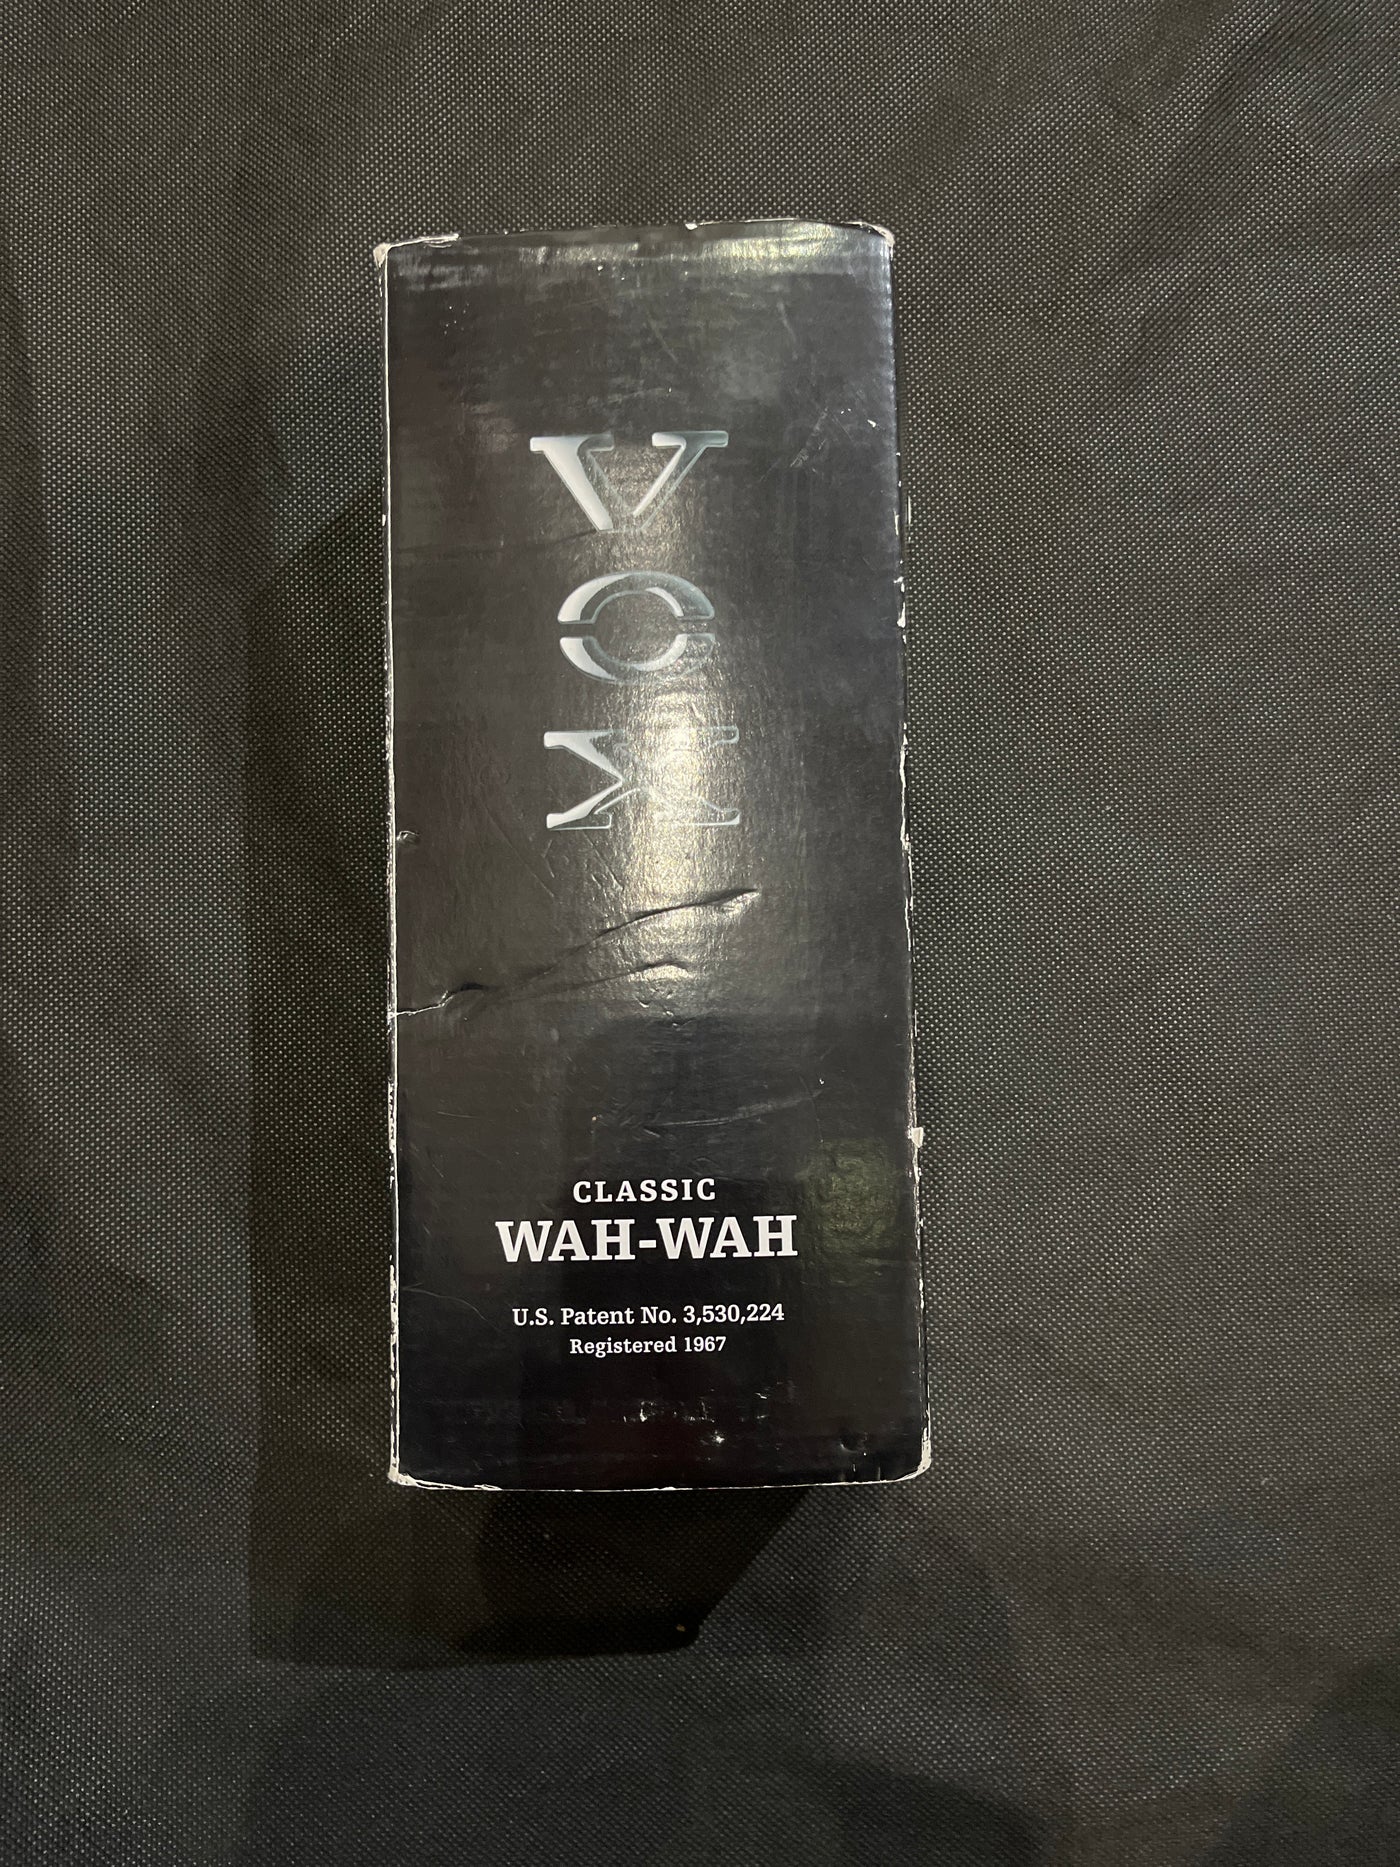 VOX
CLASSIC
WAH-WAH
U.S. Patent No. 3,530,224
Registered 1967